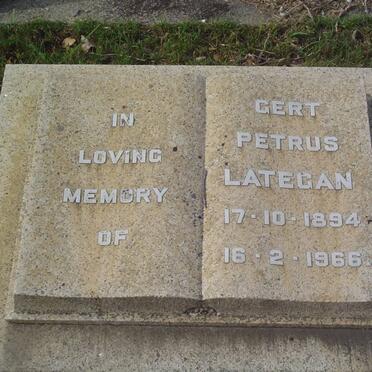 IN
LOVING
MEMORY
OF
GERT
PETRUS
LATEGAN
17·10·1894
16·2·1966